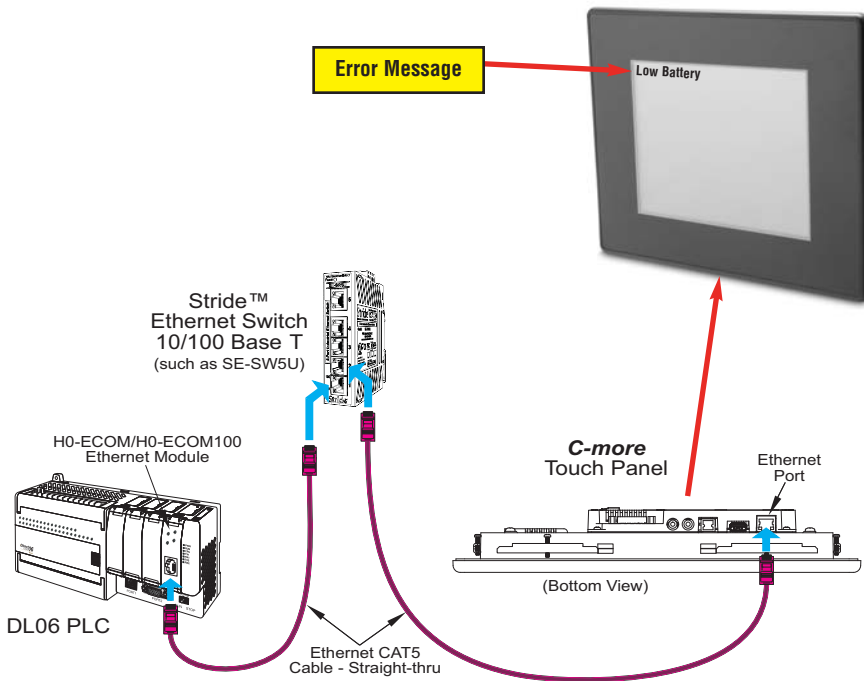 Error Message
Low Battery
Stride™
Ethernet Switch
10/100 Base T
(such as SE-SW5U)
H0-ECOM/H0-ECOM100
Ethernet Module
C-more
Touch Panel
Ethernet
Port
(Bottom View)
DL06 PLC
Ethernet CAT5
Cable - Straight-thru